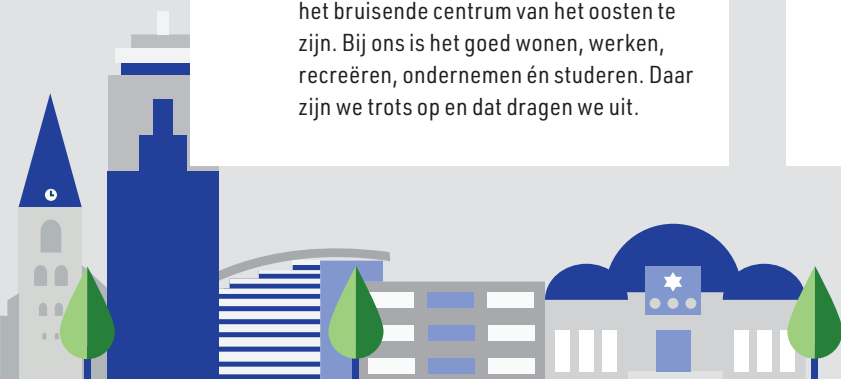 het bruisende centrum van het oosten te
zijn. Bij ons is het goed wonen, werken,
recreëren, ondernemen én studeren. Daar
zijn we trots op en dat dragen we uit.